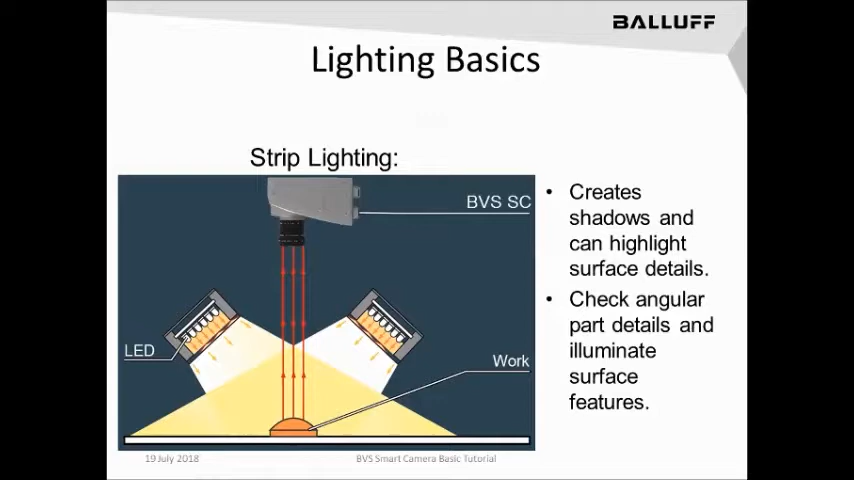 BALLUFF
Lighting Basics
Strip Lighting:
BVS SC
LED
Work
• Creates
shadows and
can highlight
surface details.
• Check angular
part details and
illuminate
surface
features.
19 July 2018
BVS Smart Camera Basic Tutorial